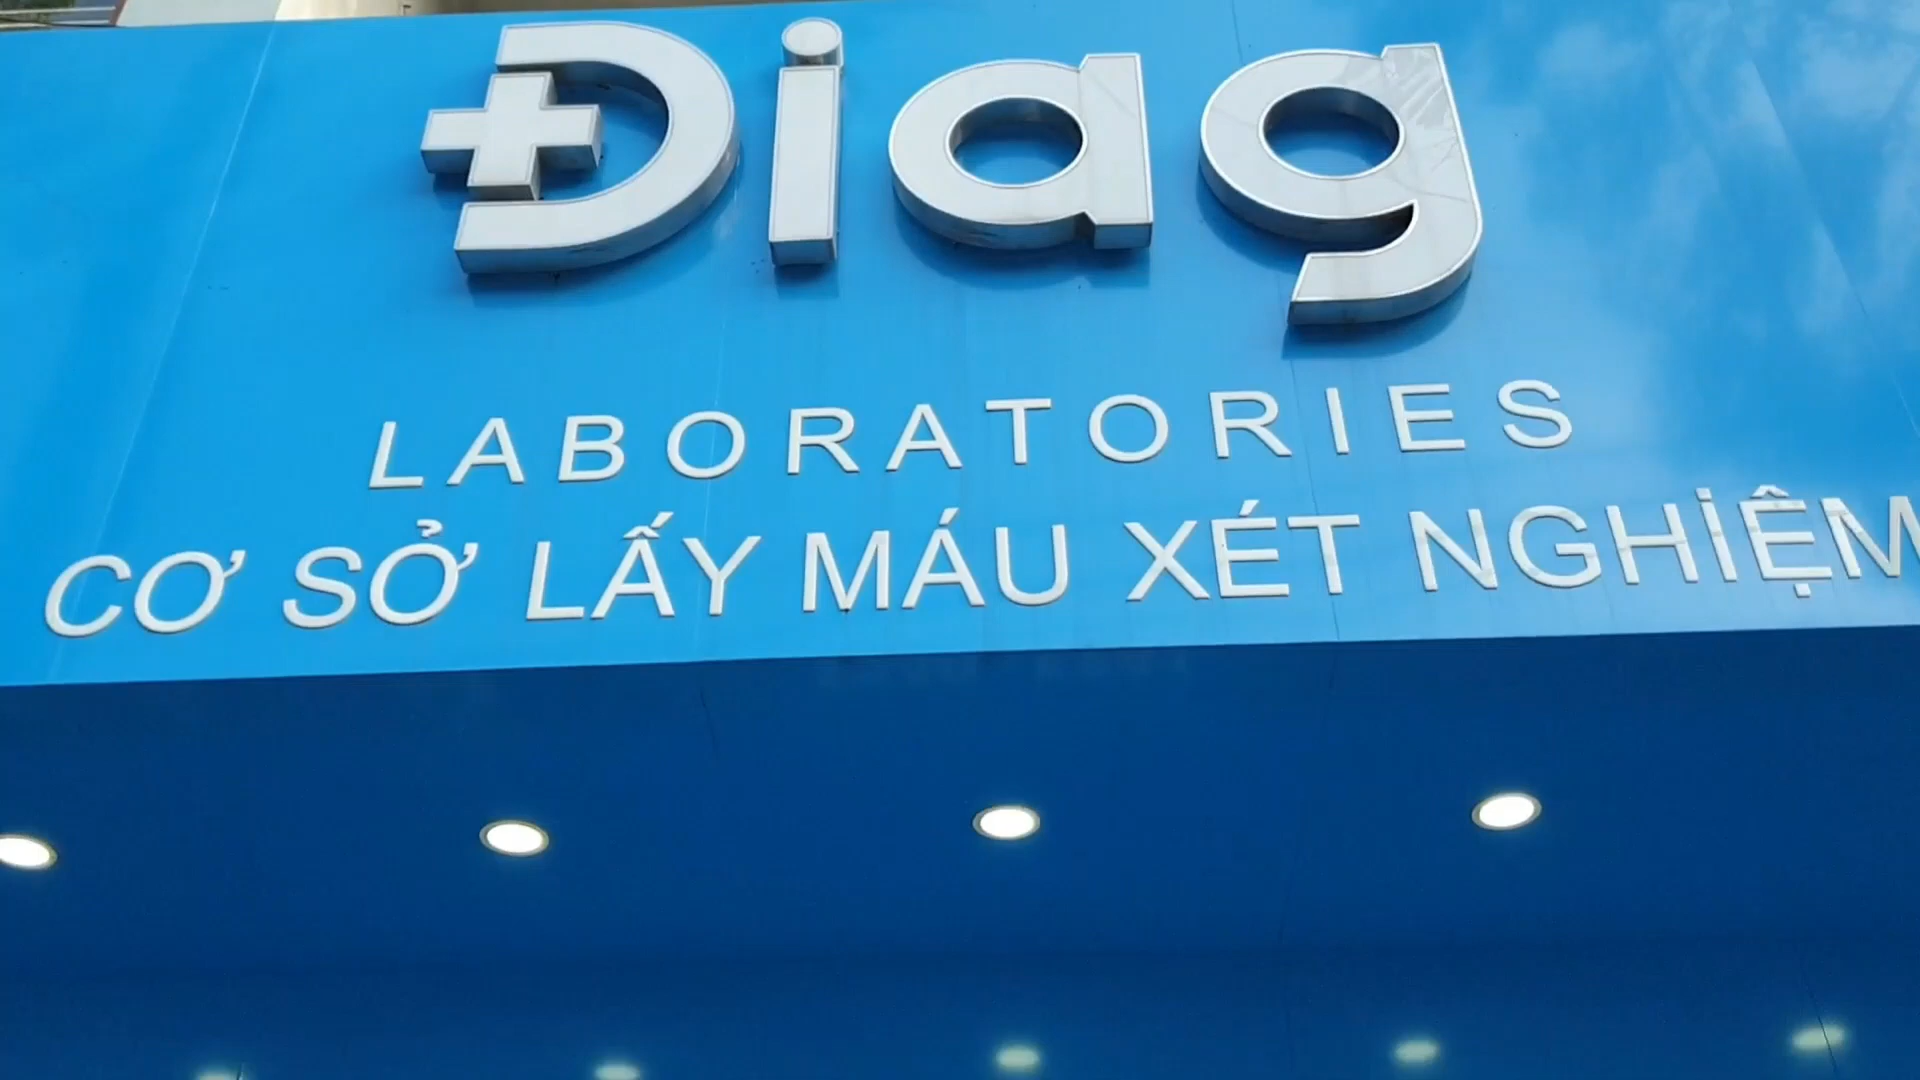 Diag
LABORATORIES
CƠ SỞ LẤY MÁU XÉT NGHIỆM